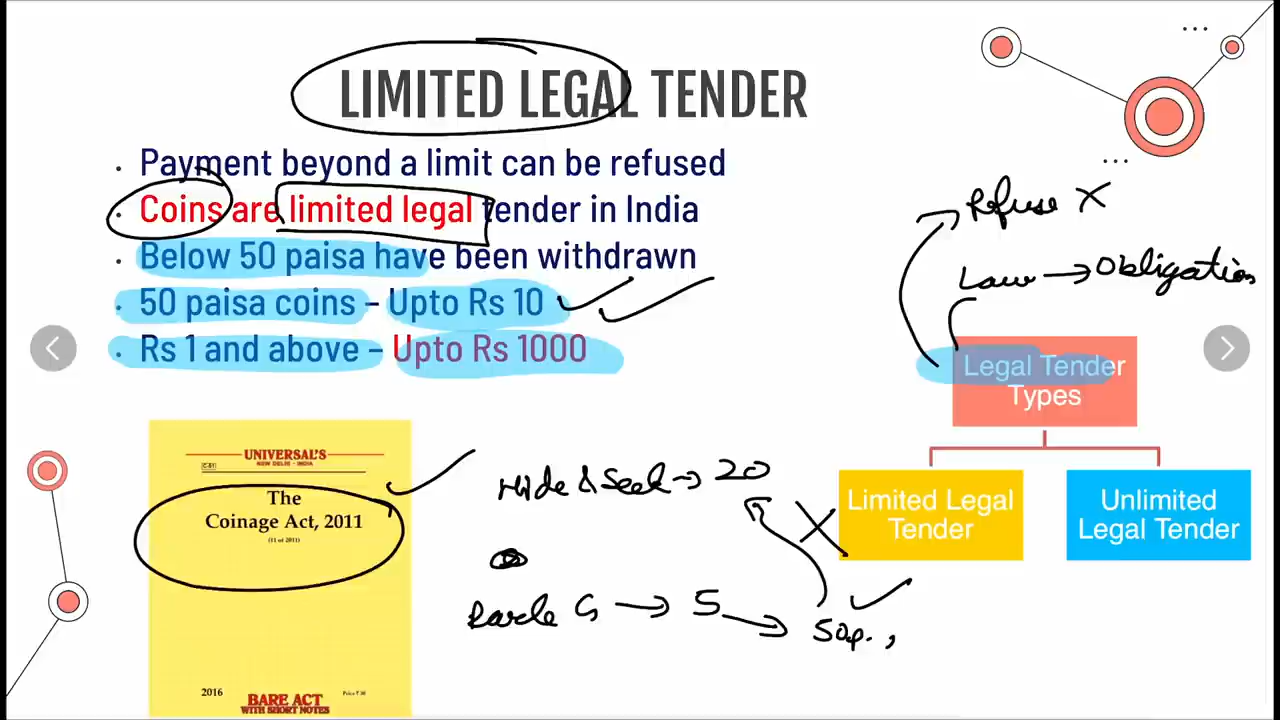 LIMITED LEGAL TENDER
• Payment beyond a limit can be refused
• Coins are limited legal tender in India
• Below 50 paisa have been withdrawn
• 50 paisa coins – Upto Rs 10
• Rs 1 and above – Upto Rs 1000
Refuse X
Law → Obligation
Legal Tender
Types
Limited Legal
Tender
Unlimited
Legal Tender
UNIVERSAL'S
NEW DELHI - INDIA
The
Coinage Act, 2011
(11 of 2011)
2016
BARE ACT
WITH SHORT NOTES
Hide & Seek → 20
Parle G → 5 → 50p.,